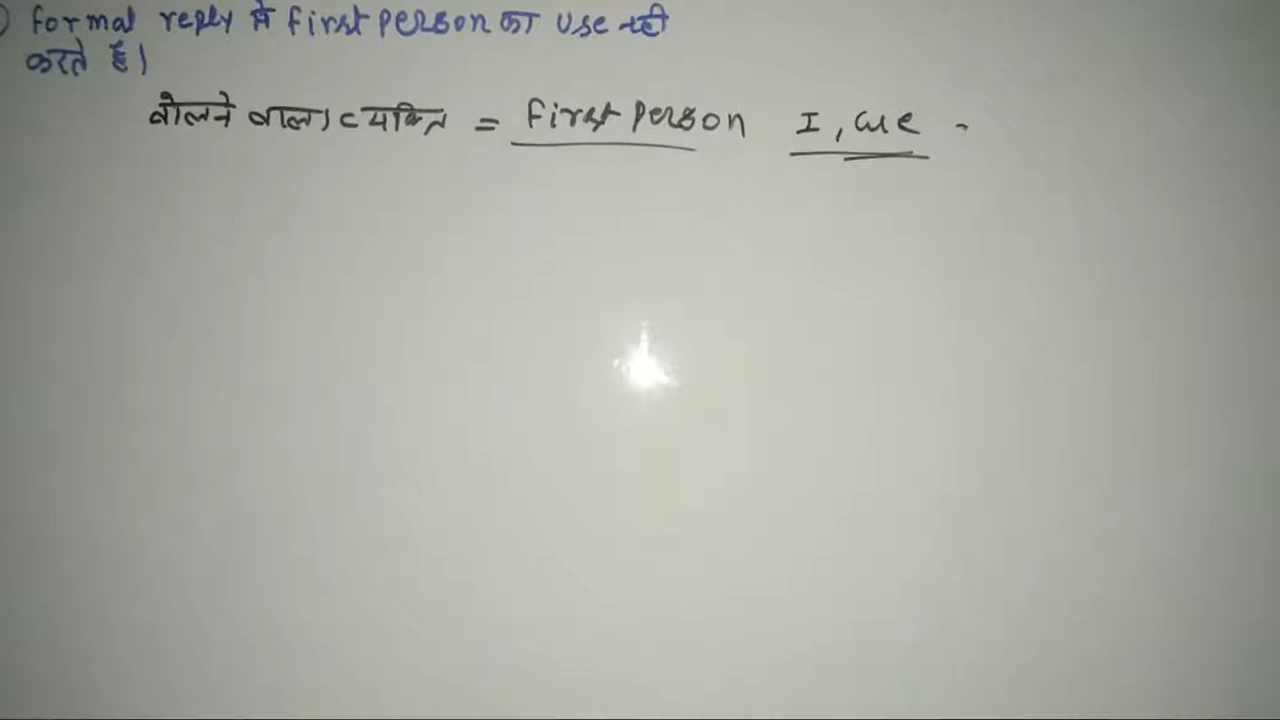 ) formal reply में first person का use नही
करते हैं।
बोलने वाला व्यक्ति = first person I, we -